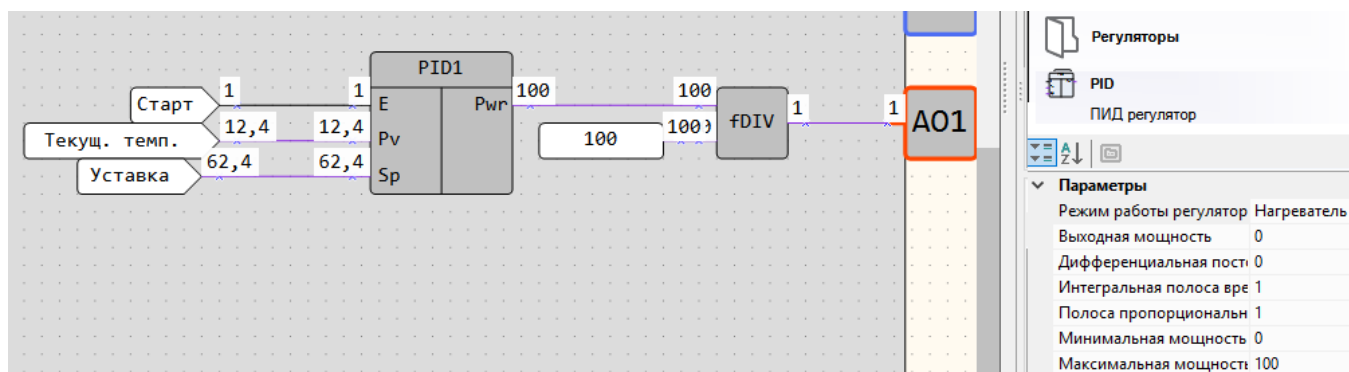 PID1
Старт
1
1
E
Pwr
100
100
Текущ. темп.
12,4
12,4
Pv
100
100
fDIV
1
1
AO1
Уставка
62,4
62,4
Sp
Регуляторы
PID
ПИД регулятор
Параметры
Режим работы регулятор Нагреватель
Выходная мощность 0
Дифференциальная пост 0
Интегральная полоса вре 1
Полоса пропорциональн 1
Минимальная мощность 0
Максимальная мощность 100